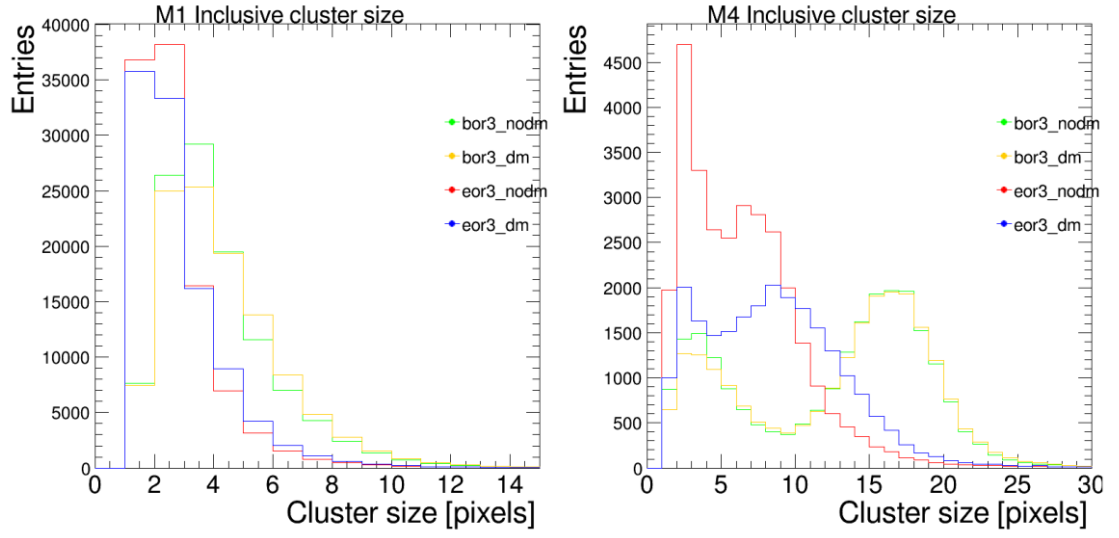 M1 Inclusive cluster size
Entries
40000
35000
30000
25000
20000
15000
10000
5000
0
bor3_nodm
bor3_dm
eor3_nodm
eor3_dm
0 2 4 6 8 10 12 14
Cluster size [pixels]
M4 Inclusive cluster size
Entries
4500
4000
3500
3000
2500
2000
1500
1000
500
0
bor3_nodm
bor3_dm
eor3_nodm
eor3_dm
0 5 10 15 20 25 30
Cluster size [pixels]